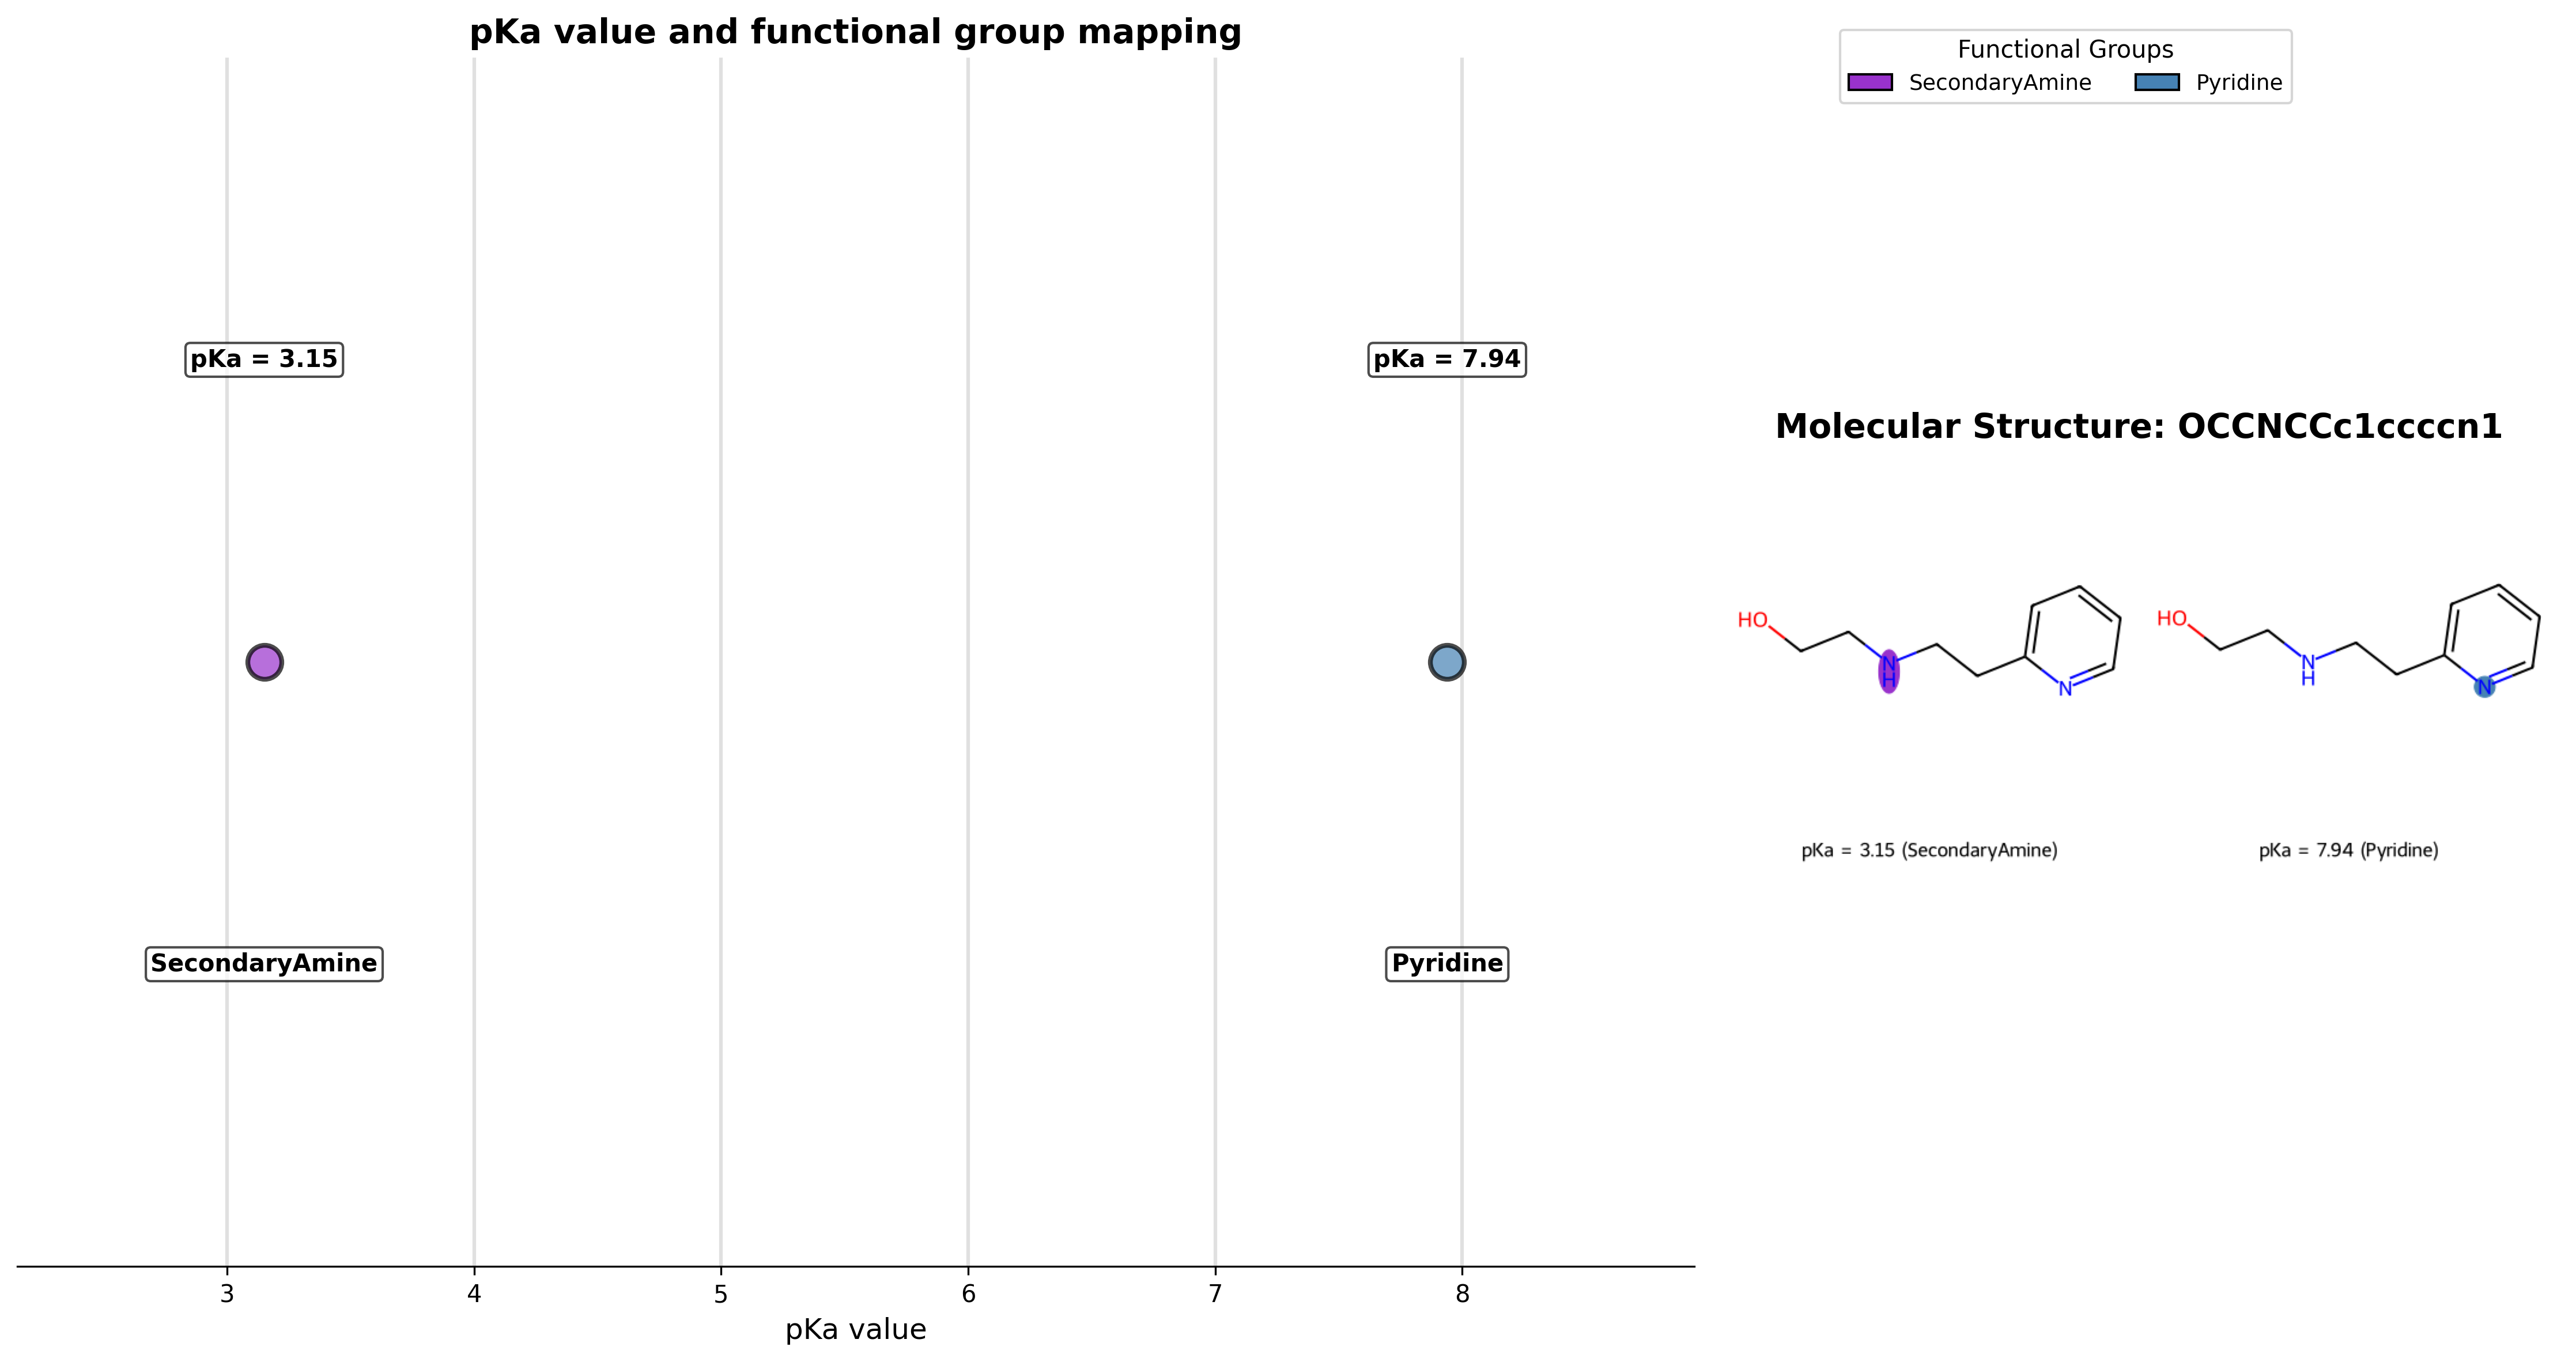 pKa value and functional group mapping
Functional Groups
SecondaryAmine
Pyridine
pKa = 3.15
pKa = 7.94
Molecular Structure: OCCNCCc1ccccn1
HO
N
H
N
HO
N
H
N
pKa = 3.15 (SecondaryAmine)
pKa = 7.94 (Pyridine)
SecondaryAmine
Pyridine
3
4
5
6
7
8
pKa value